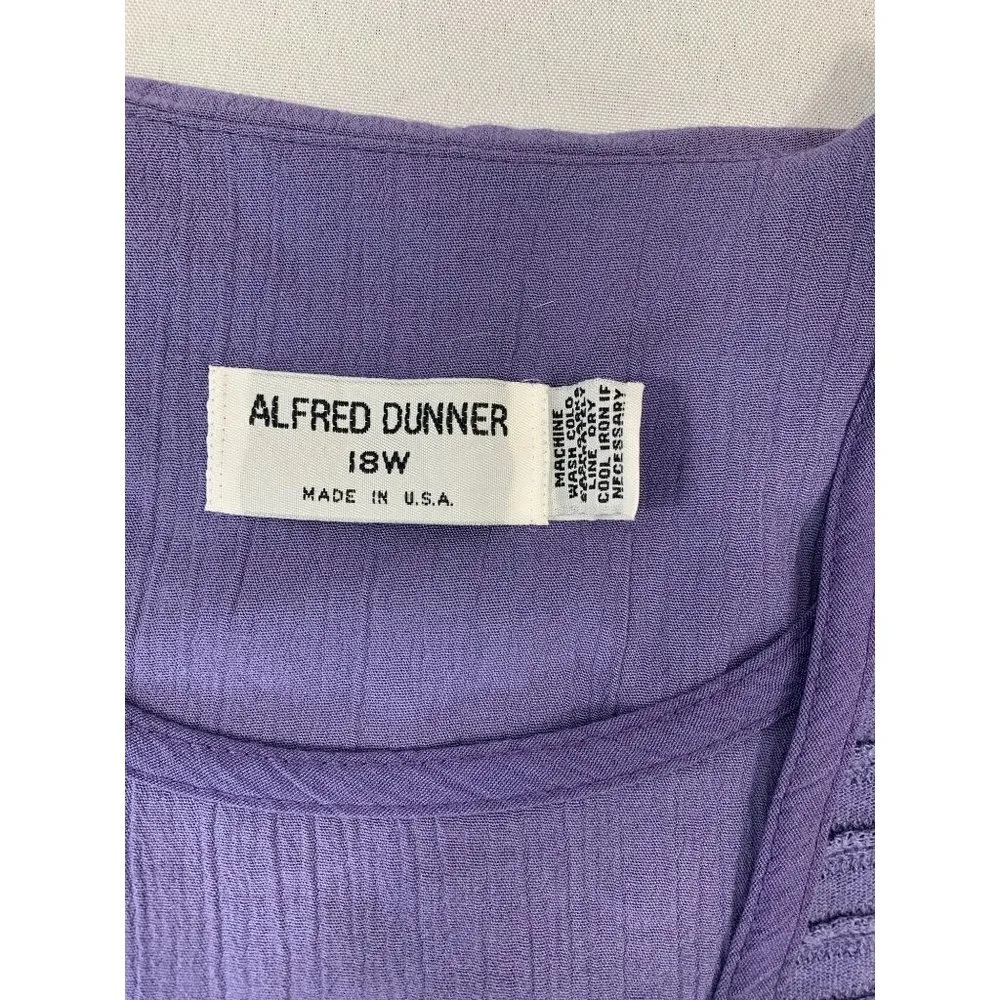 ALFRED DUNNER
18W
MADE IN U.S.A.
MACHINE
WASH COLD
SEPARATELY
LINE DRY
COOL IRON IF
NECESSARY